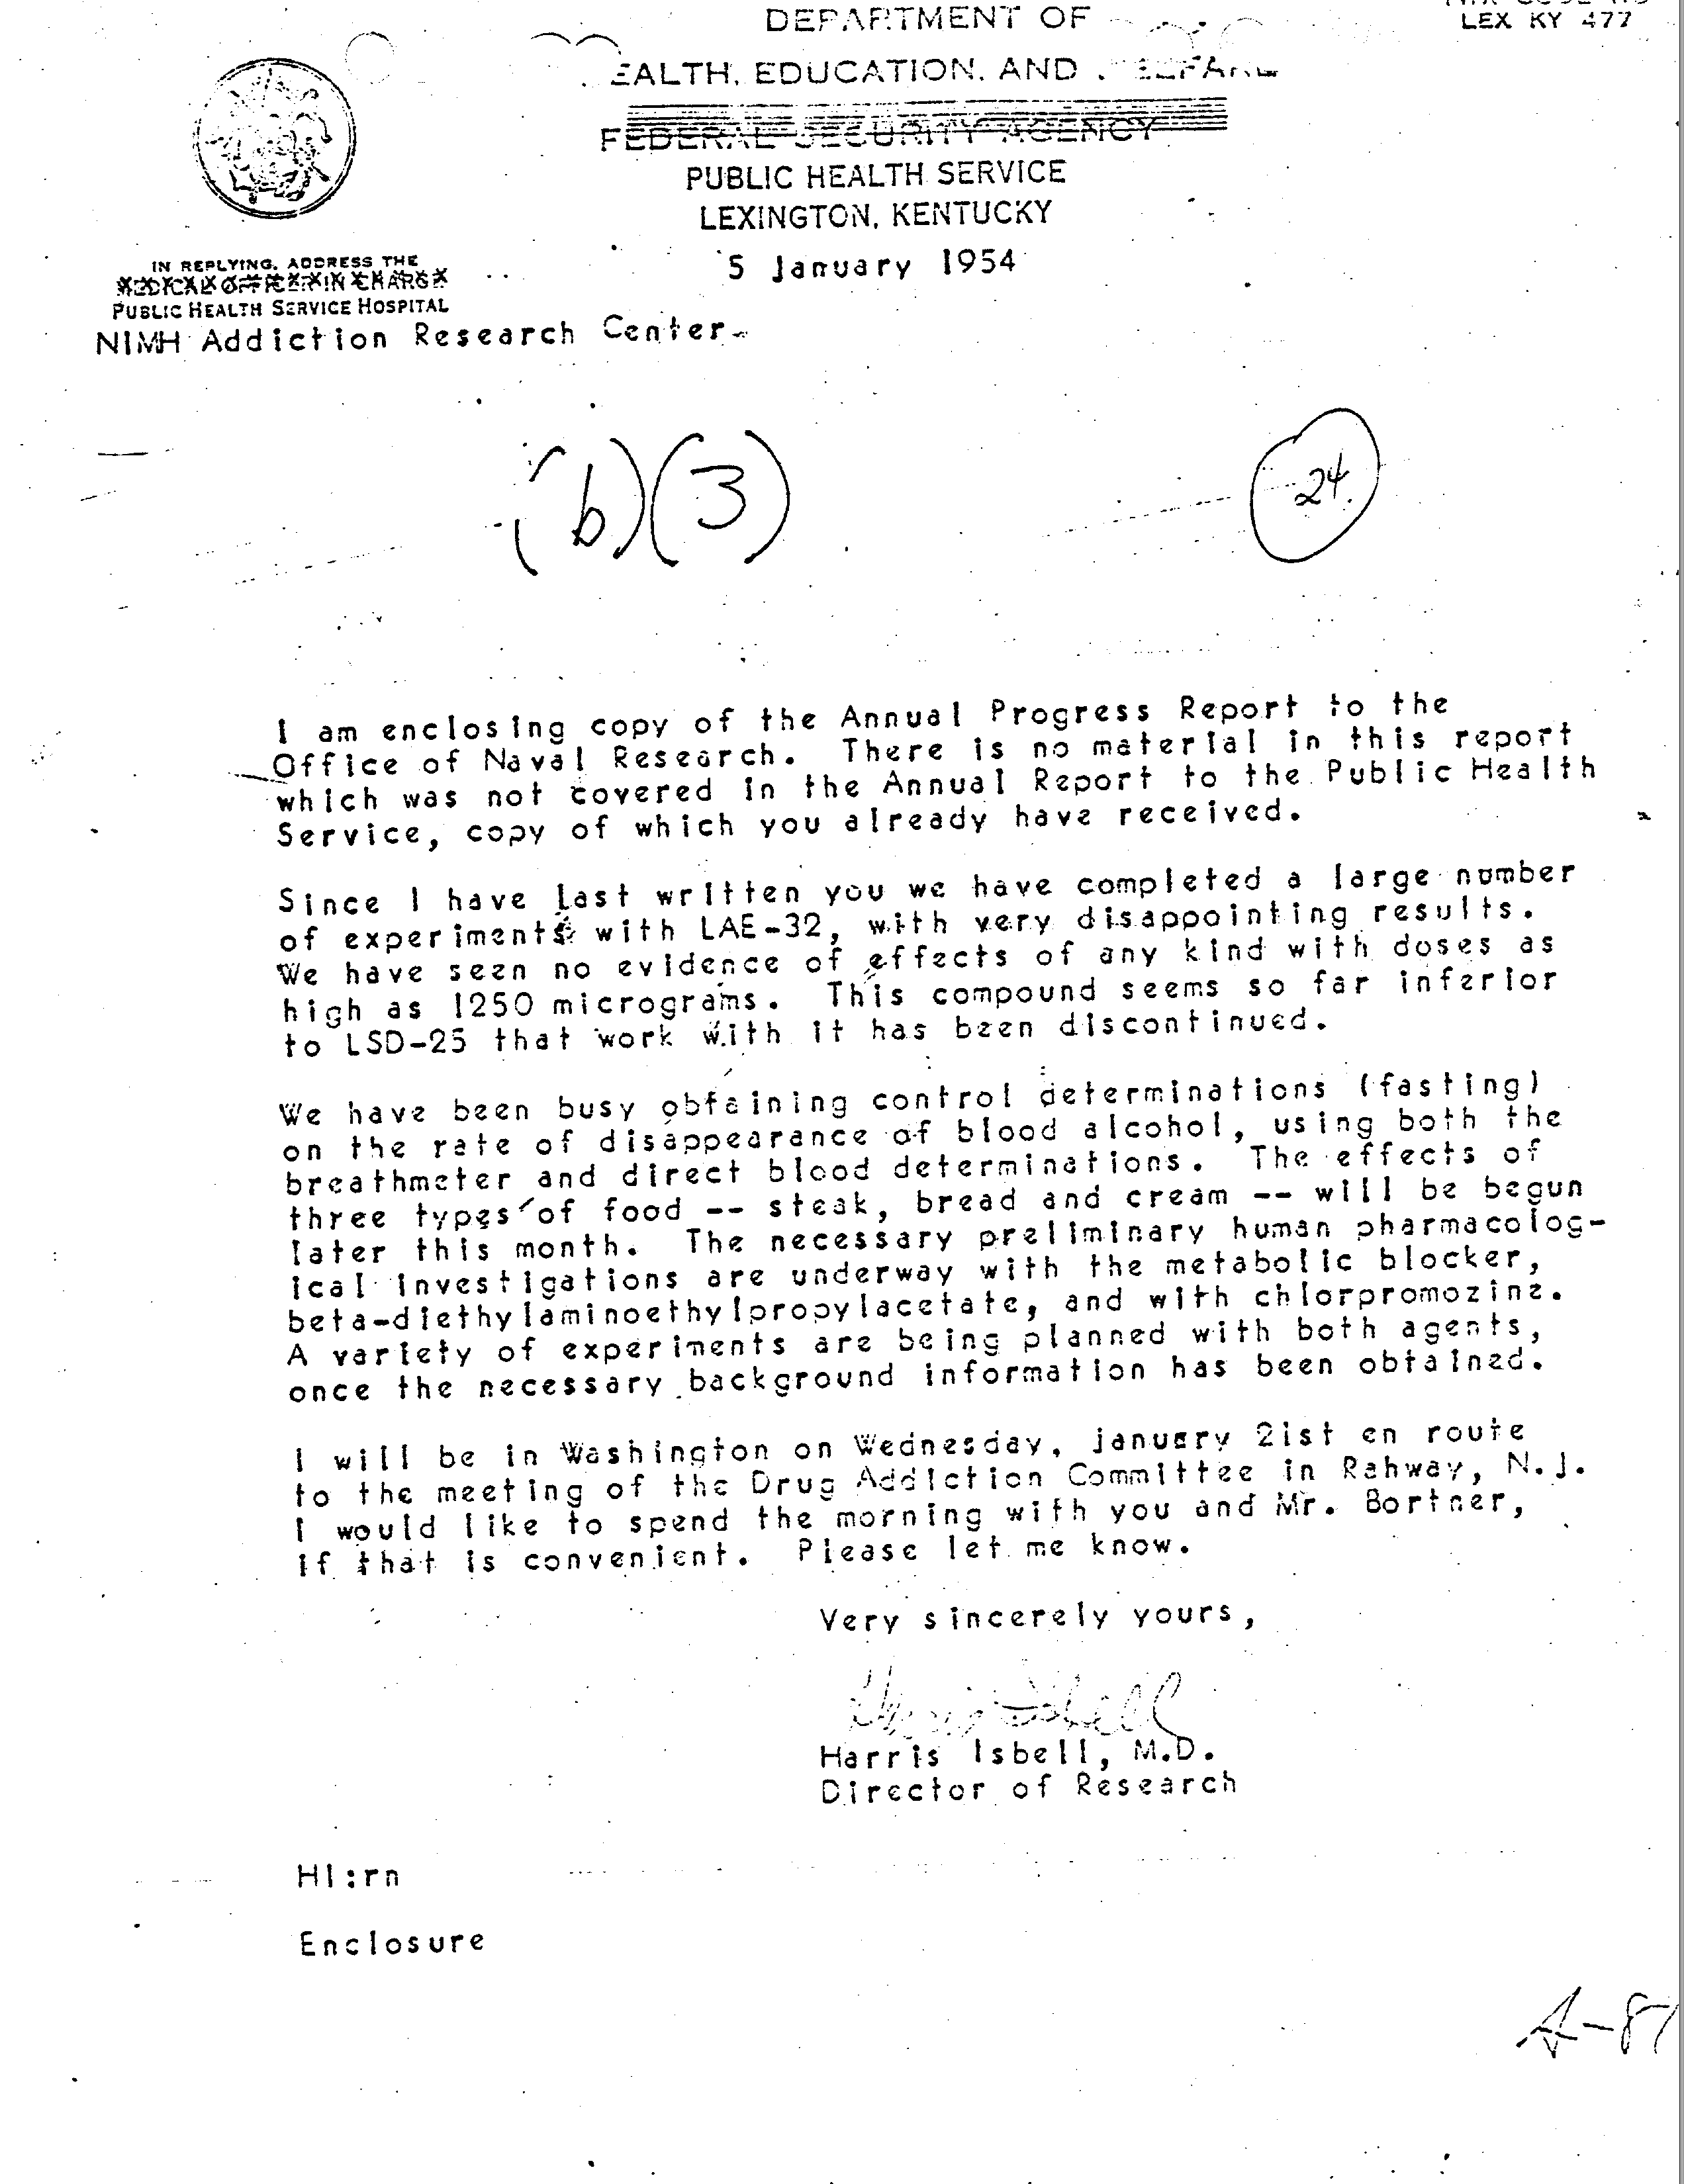 DEPARTMENT OF
LEX KY 477
EALTH, EDUCATION, AND
FEDERAL SECURITY AGENCY
PUBLIC HEALTH SERVICE
LEXINGTON, KENTUCKY
5 January 1954
IN REPLYING, ADDRESS THE
MEDICAL OFFICER IN CHARGE
PUBLIC HEALTH SERVICE HOSPITAL
NIMH Addiction Research Center
(b)(3)
24.
I am enclosing copy of the Annual Progress Report to the
Office of Naval Research. There is no material in this report
which was not covered in the Annual Report to the Public Health
Service, copy of which you already have received.
Since I have last written you we have completed a large number
of experiments with LAE-32, with very disappointing results.
We have seen no evidence of effects of any kind with doses as
high as 1250 micrograms. This compound seems so far inferior
to LSD-25 that work with it has been discontinued.
We have been busy obtaining control determinations (fasting)
on the rate of disappearance of blood alcohol, using both the
breathmeter and direct blood determinations. The effects of
three types of food -- steak, bread and cream -- will be begun
later this month. The necessary preliminary human pharmacolog-
ical investigations are underway with the metabolic blocker,
beta-diethylaminoethylpropylacetate, and with chlorpromozine.
A variety of experiments are being planned with both agents,
once the necessary background information has been obtained.
I will be in Washington on Wednesday, january 21st en route
to the meeting of the Drug Addiction Committee in Rahway, N.J.
I would like to spend the morning with you and Mr. Bortner,
if that is convenient. Please let me know.
Very sincerely yours,
Harris Isbell
Harris Isbell, M.D.
Director of Research
HI:rn
Enclosure